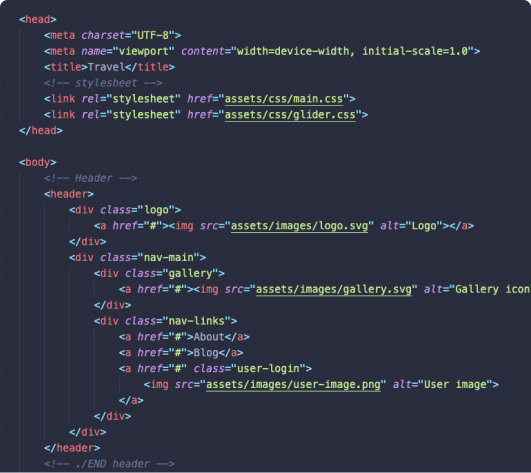 <head>
<meta charset="UTF-8">
<meta name="viewport" content="width=device-width, initial-scale=1.0">
<title>Travel</title>
<!-- stylesheet -->
<link rel="stylesheet" href="assets/css/main.css">
<link rel="stylesheet" href="assets/css/glider.css">
</head>
<body>
<!-- Header -->
<header>
<div class="logo">
<a href="#"><img src="assets/images/logo.svg" alt="Logo"></a>
</div>
<div class="nav-main">
<div class="gallery">
<a href="#"><img src="assets/images/gallery.svg" alt="Gallery icon
</div>
<div class="nav-links">
<a href="#">About</a>
<a href="#">Blog</a>
<a href="#" class="user-login">
<img src="assets/images/user-image.png" alt="User image">
</a>
</div>
</div>
</header>
<!-- ./END header -->